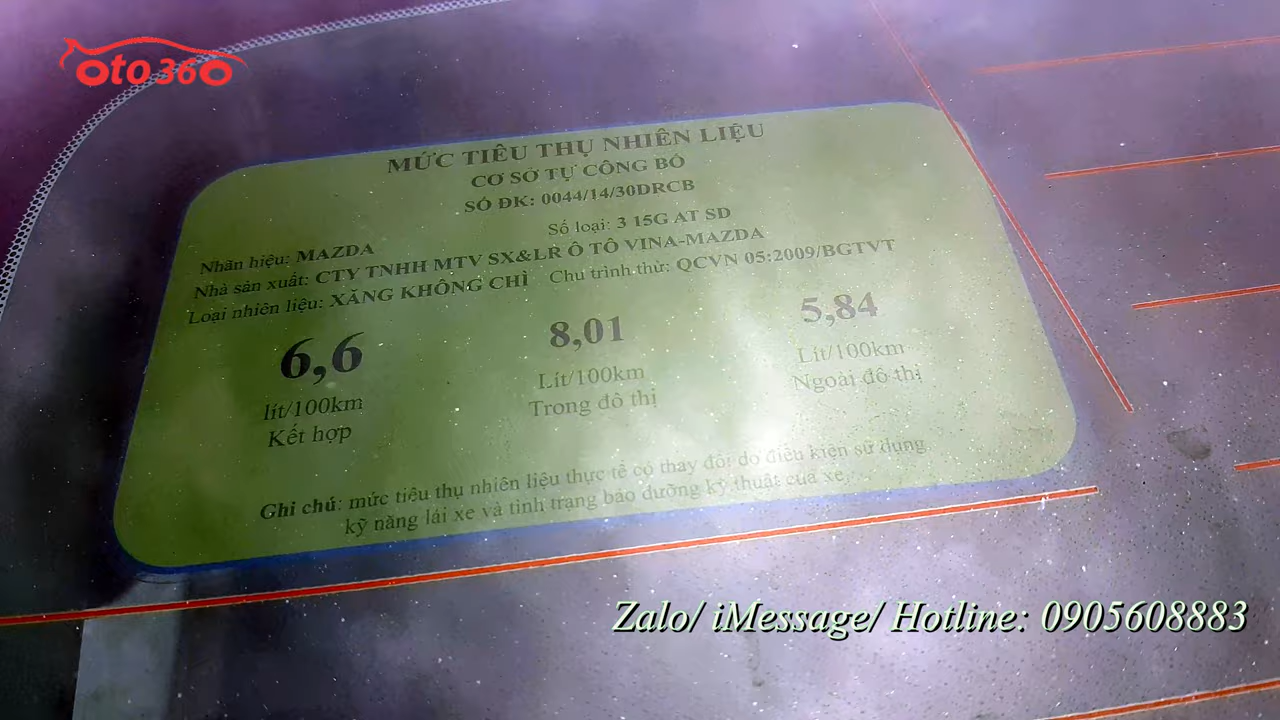 oto360
MỨC TIÊU THỤ NHIÊN LIỆU
CƠ SỞ TỰ CÔNG BỐ
SỐ ĐK: 0044/14/30DRCB
Nhãn hiệu: MAZDA Số loại: 3 15G AT SD
Nhà sản xuất: CTY TNHH MTV SX&LR Ô TÔ VINA-MAZDA
Loại nhiên liệu: XĂNG KHÔNG CHÌ Chu trình thử: QCVN 05:2009/BGTVT
6,6 8,01 5,84
lít/100km Lít/100km Lít/100km
Kết hợp Trong đô thị Ngoài đô thị
Ghi chú: mức tiêu thụ nhiên liệu thực tế có thay đổi do điều kiện sử dụng
kỹ năng lái xe và tình trạng bảo dưỡng kỹ thuật của xe.
Zalo/ iMessage/ Hotline: 0905608883